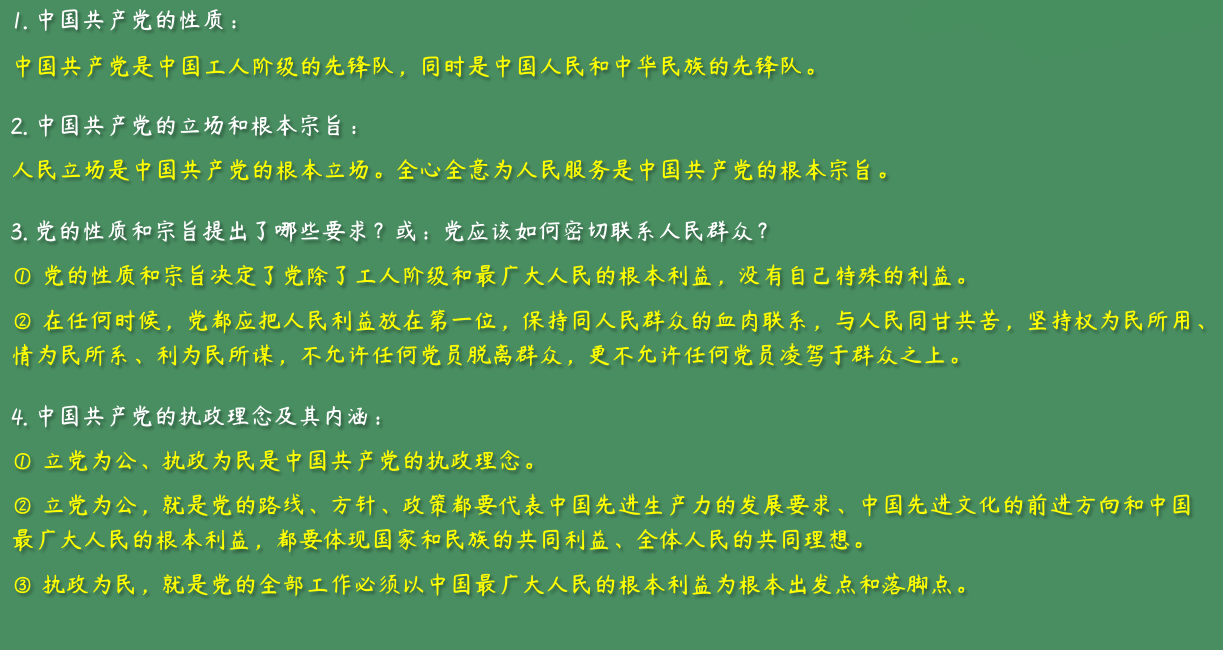 1. 中国共产党的性质：
中国共产党是中国工人阶级的先锋队，同时是中国人民和中华民族的先锋队。
2. 中国共产党的立场和根本宗旨：
人民立场是中国共产党的根本立场。全心全意为人民服务是中国共产党的根本宗旨。
3. 党的性质和宗旨提出了哪些要求？或：党应该如何密切联系人民群众？
① 党的性质和宗旨决定了党除了工人阶级和最广大人民的根本利益，没有自己特殊的利益。
② 在任何时候，党都应把人民利益放在第一位，保持同人民群众的血肉联系，与人民同甘共苦，坚持权为民所用、
情为民所系、利为民所谋，不允许任何党员脱离群众，更不允许任何党员凌驾于群众之上。
4. 中国共产党的执政理念及其内涵：
① 立党为公、执政为民是中国共产党的执政理念。
② 立党为公，就是党的路线、方针、政策都要代表中国先进生产力的发展要求、中国先进文化的前进方向和中国
最广大人民的根本利益，都要体现国家和民族的共同利益、全体人民的共同理想。
③ 执政为民，就是党的全部工作必须以中国最广大人民的根本利益为根本出发点和落脚点。